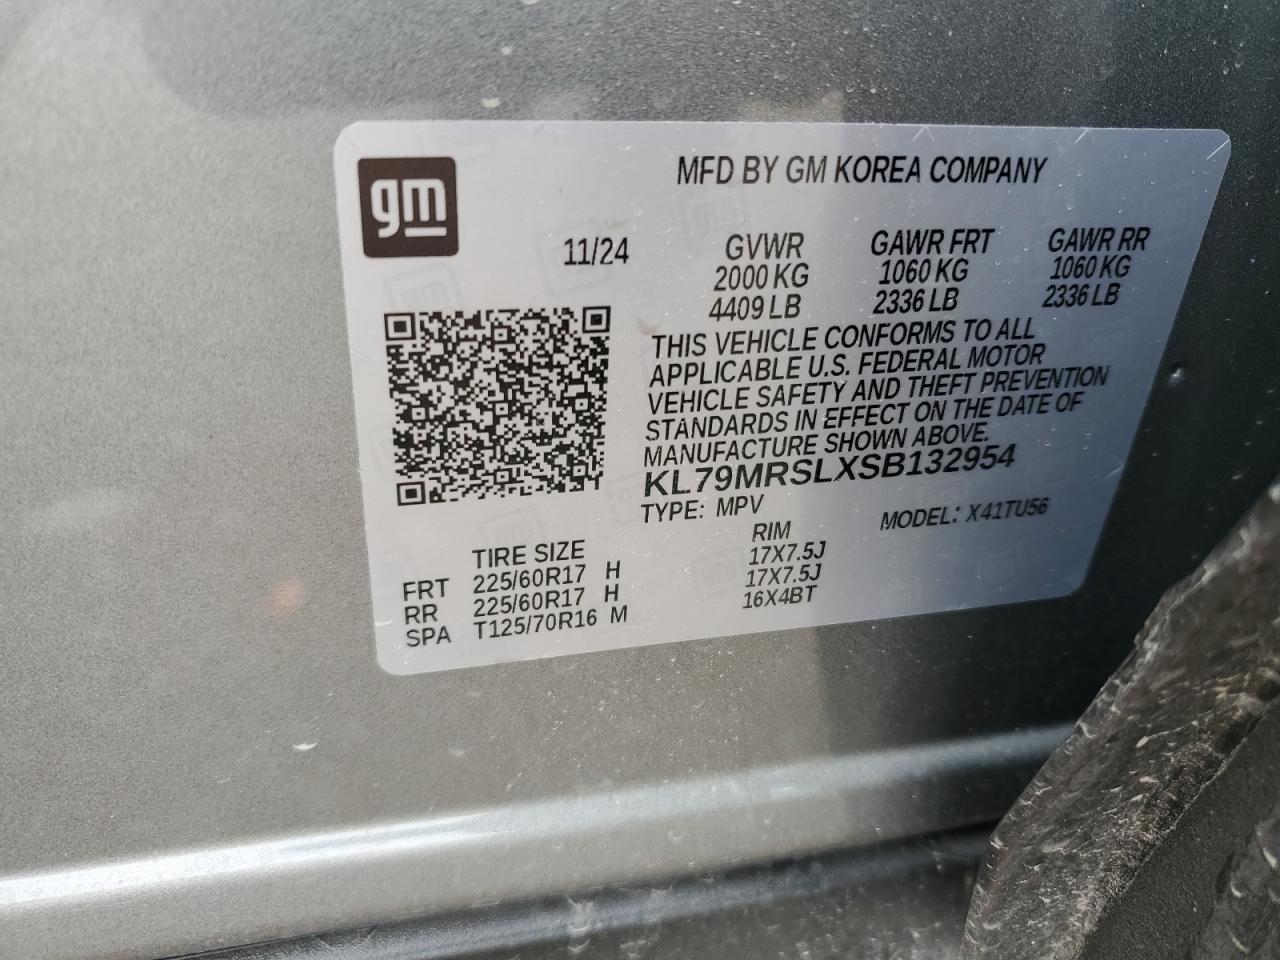 gm
MFD BY GM KOREA COMPANY
11/24
GVWR GAWR FRT GAWR RR
2000 KG 1060 KG 1060 KG
4409 LB 2336 LB 2336 LB
THIS VEHICLE CONFORMS TO ALL
APPLICABLE U.S. FEDERAL MOTOR
VEHICLE SAFETY AND THEFT PREVENTION
STANDARDS IN EFFECT ON THE DATE OF
MANUFACTURE SHOWN ABOVE.
KL79MRSLXSB132954
TYPE: MPV MODEL: X41TU56
TIRE SIZE RIM
FRT 225/60R17 H 17X7.5J
RR 225/60R17 H 17X7.5J
SPA T125/70R16 M 16X4BT